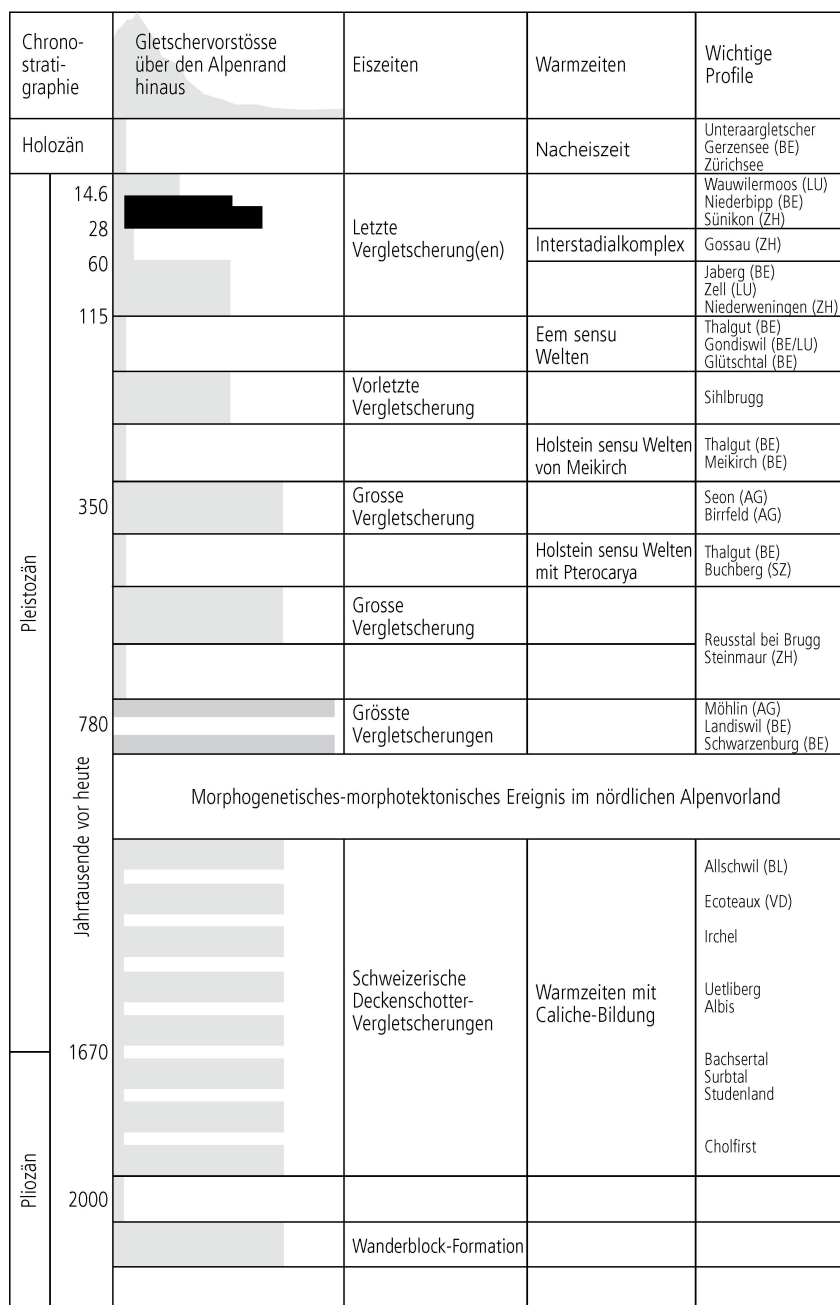 Chrono-
strati-
graphie
Gletschervorstösse
über den Alpenrand
hinaus
Eiszeiten
Warmzeiten
Wichtige
Profile
Holozän
Nacheiszeit
Unteraargletscher
Gerzensee (BE)
Zürichsee
Pleistozän
Jahrtausende vor heute
14.6
28
60
115
Letzte
Vergletscherung(en)
Wauwilermoos (LU)
Niederbipp (BE)
Sünikon (ZH)
Interstadialkomplex
Gossau (ZH)
Jaberg (BE)
Zell (LU)
Niederweningen (ZH)
Eem sensu
Welten
Thalgut (BE)
Gondiswil (BE/LU)
Glütschtal (BE)
Vorletzte
Vergletscherung
Sihlbrugg
Holstein sensu Welten
von Meikirch
Thalgut (BE)
Meikirch (BE)
350
Grosse
Vergletscherung
Seon (AG)
Birrfeld (AG)
Holstein sensu Welten
mit Pterocarya
Thalgut (BE)
Buchberg (SZ)
Grosse
Vergletscherung
Reusstal bei Brugg
Steinmaur (ZH)
780
Grösste
Vergletscherungen
Möhlin (AG)
Landiswil (BE)
Schwarzenburg (BE)
Morphogenetisches-morphotektonisches Ereignis im nördlichen Alpenvorland
Schweizerische
Deckenschotter-
Vergletscherungen
Warmzeiten mit
Caliche-Bildung
Allschwil (BL)
Ecoteaux (VD)
Irchel
Uetliberg
Albis
1670
Bachsertal
Surbtal
Studenland
Cholfirst
Pliozän
2000
Wanderblock-Formation